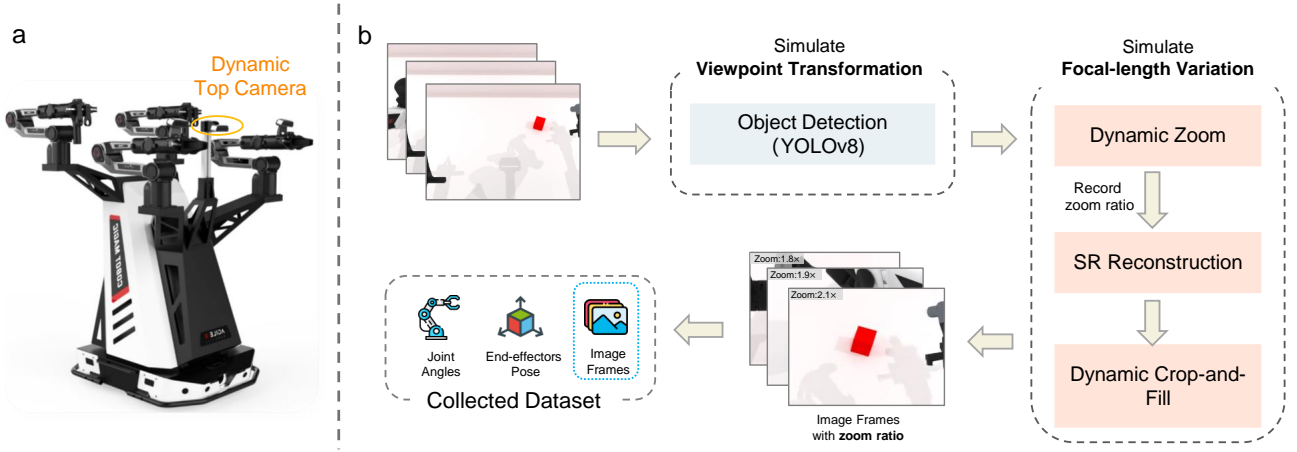 a
Dynamic
Top Camera
COBOT MAGIC
b
Simulate
Viewpoint Transformation
Object Detection
(YOLOv8)
Simulate
Focal-length Variation
Dynamic Zoom
Record
zoom ratio
SR Reconstruction
Dynamic Crop-and-
Fill
Zoom:1.8×
Zoom:1.9×
Zoom:2.1×
Image Frames
with zoom ratio
Joint
Angles
End-effectors
Pose
Image
Frames
Collected Dataset